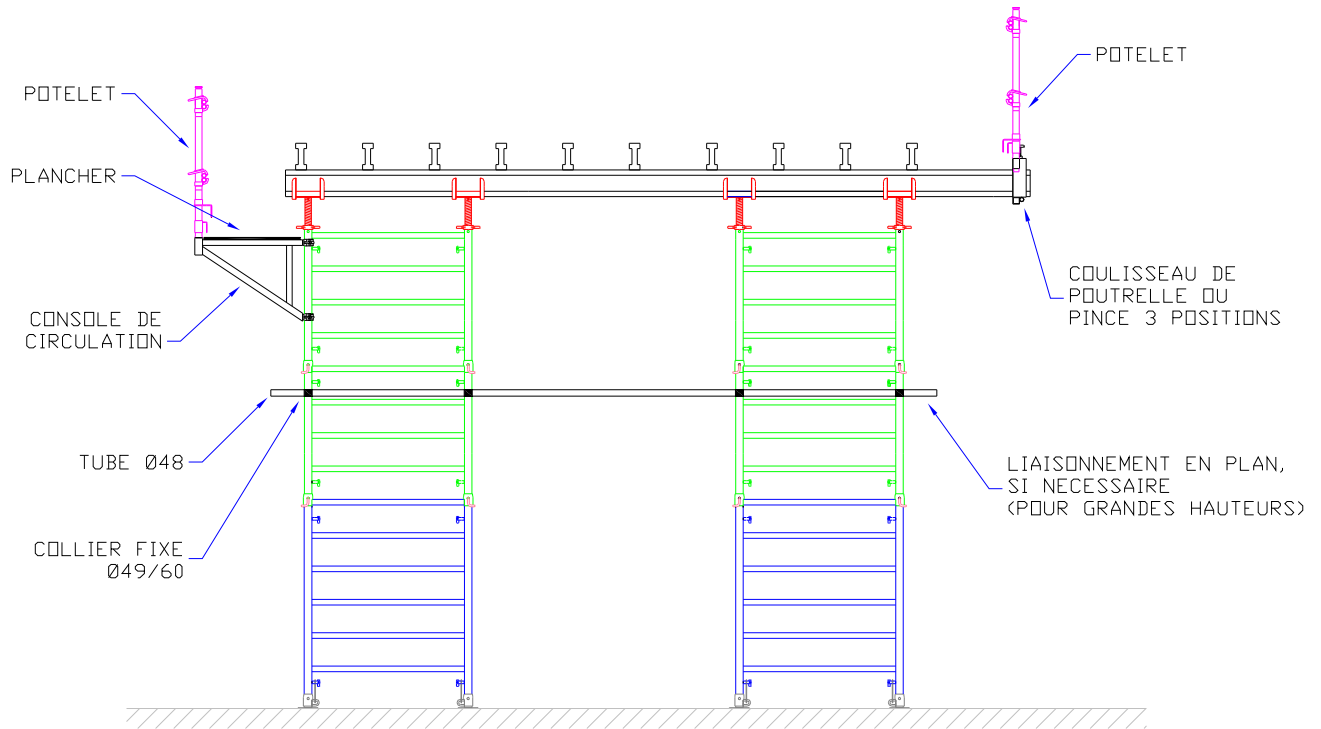 POTELET
POTELET
PLANCHER
CONSOLE DE
CIRCULATION
COULISSEAU DE
POUTRELLE OU
PINCE 3 POSITIONS
TUBE Ø48
LIAISONNEMENT EN PLAN,
SI NECESSAIRE
(POUR GRANDES HAUTEURS)
COLLIER FIXE
Ø49/60